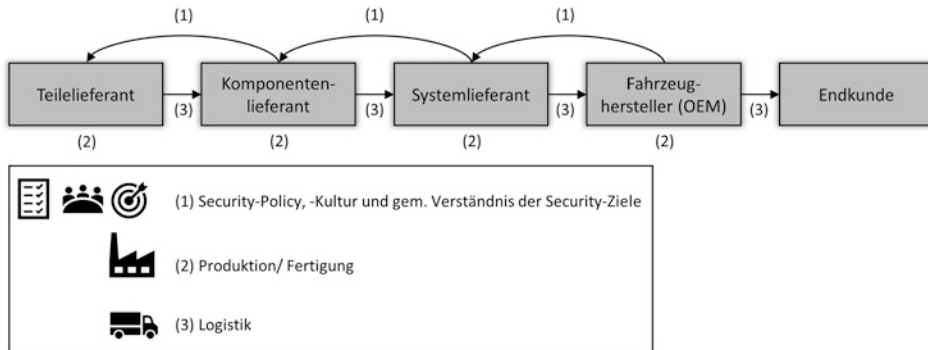 (1)
(1)
(1)
Teilelieferant
(3)
Komponenten-
lieferant
(3)
Systemlieferant
(3)
Fahrzeug-
hersteller (OEM)
(3)
Endkunde
(2)
(2)
(2)
(2)
(1) Security-Policy, -Kultur und gem. Verständnis der Security-Ziele
(2) Produktion/ Fertigung
(3) Logistik